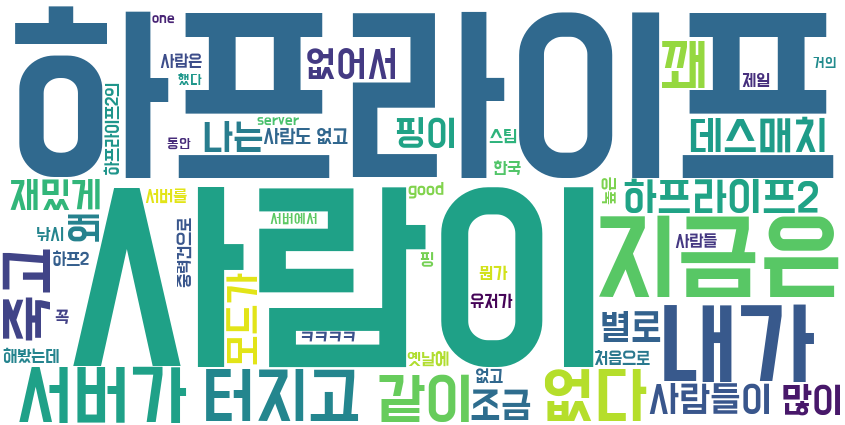 하프라이프
one
사람은
했다
없어서
꽤
제일
거의
하프라이프2의
동안
나는
server
사람도 없고
핑이
스팀
한국
데스매치
재밌게
서버를
good
높은
하프라이프2
낚시
왜
서버에서
사람이
지금은
사람들
죽고
하프2
중력건으로
핑
뭔가
유저가
꼭
모드가
ㅋㅋㅋㅋ
별로
내가
해봤는데
옛날에
처음으로
서버가
터지고
같이
없고
조금
없다
사람들이
많이